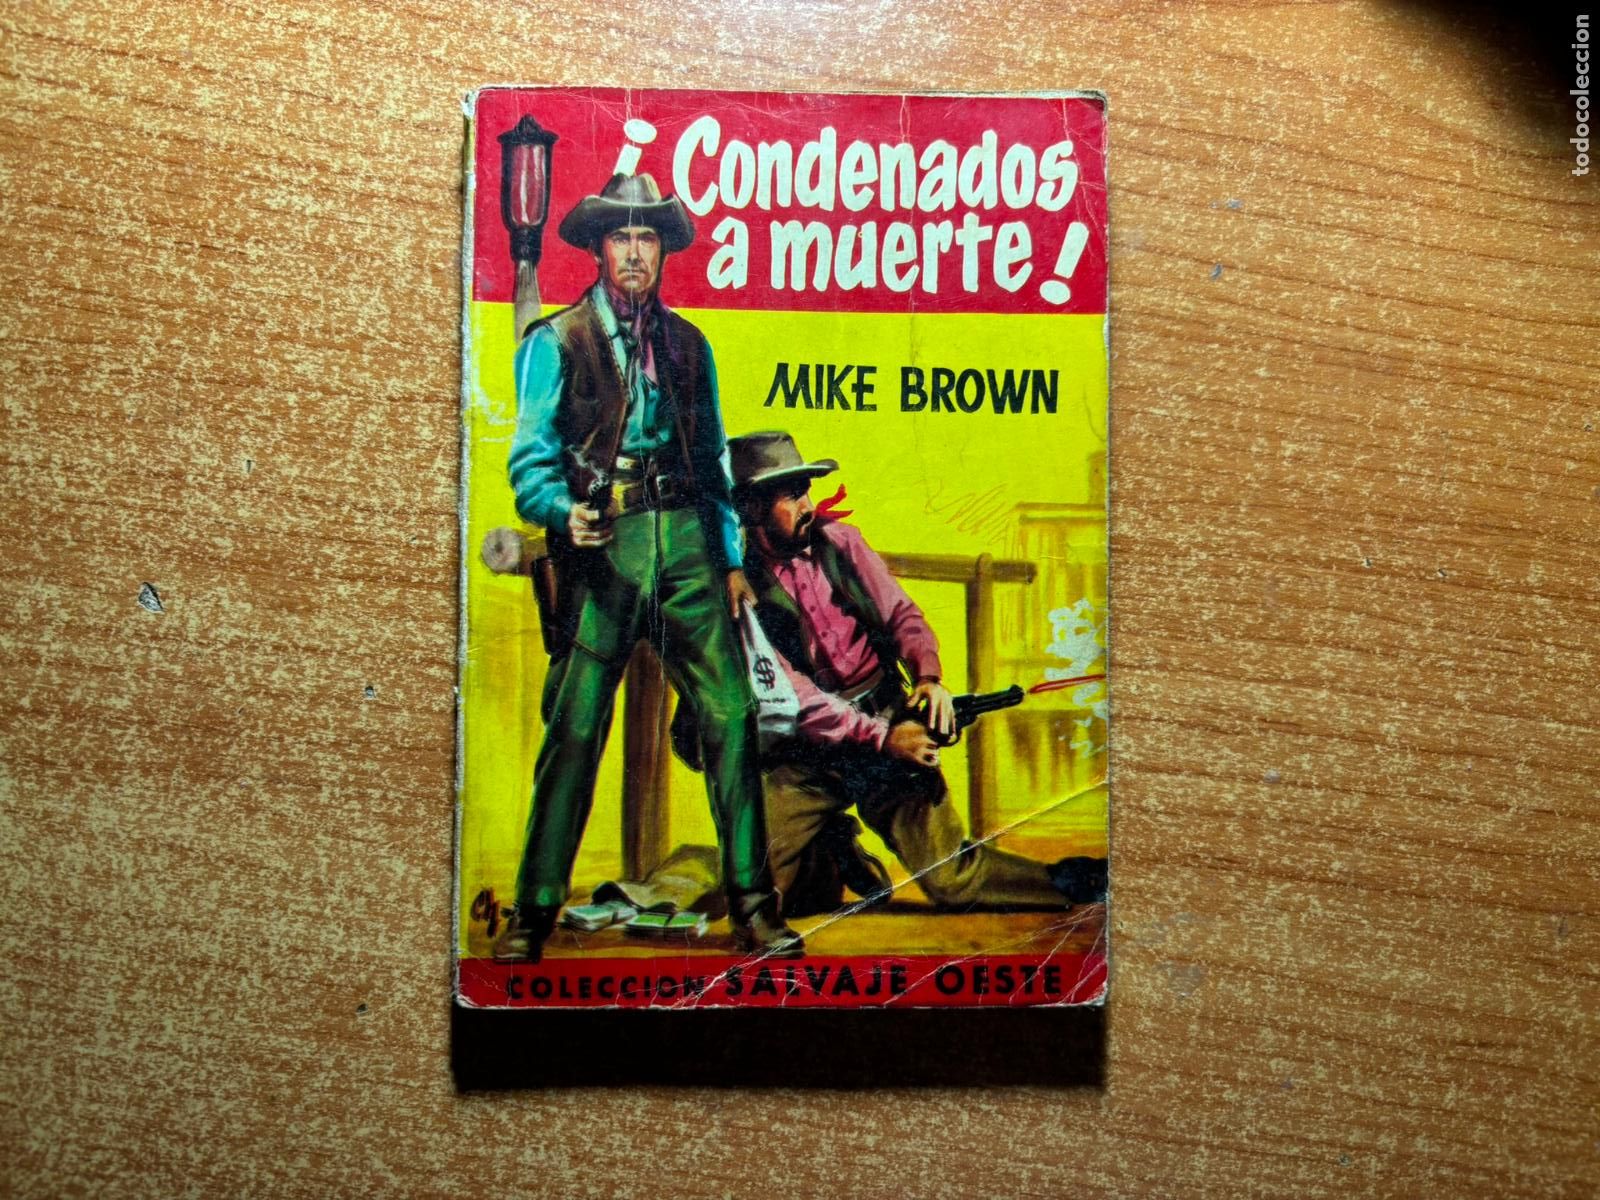 ¡Condenados
a muerte!
MIKE BROWN
$
COLECCION SALVAJE OESTE
todocoleccion